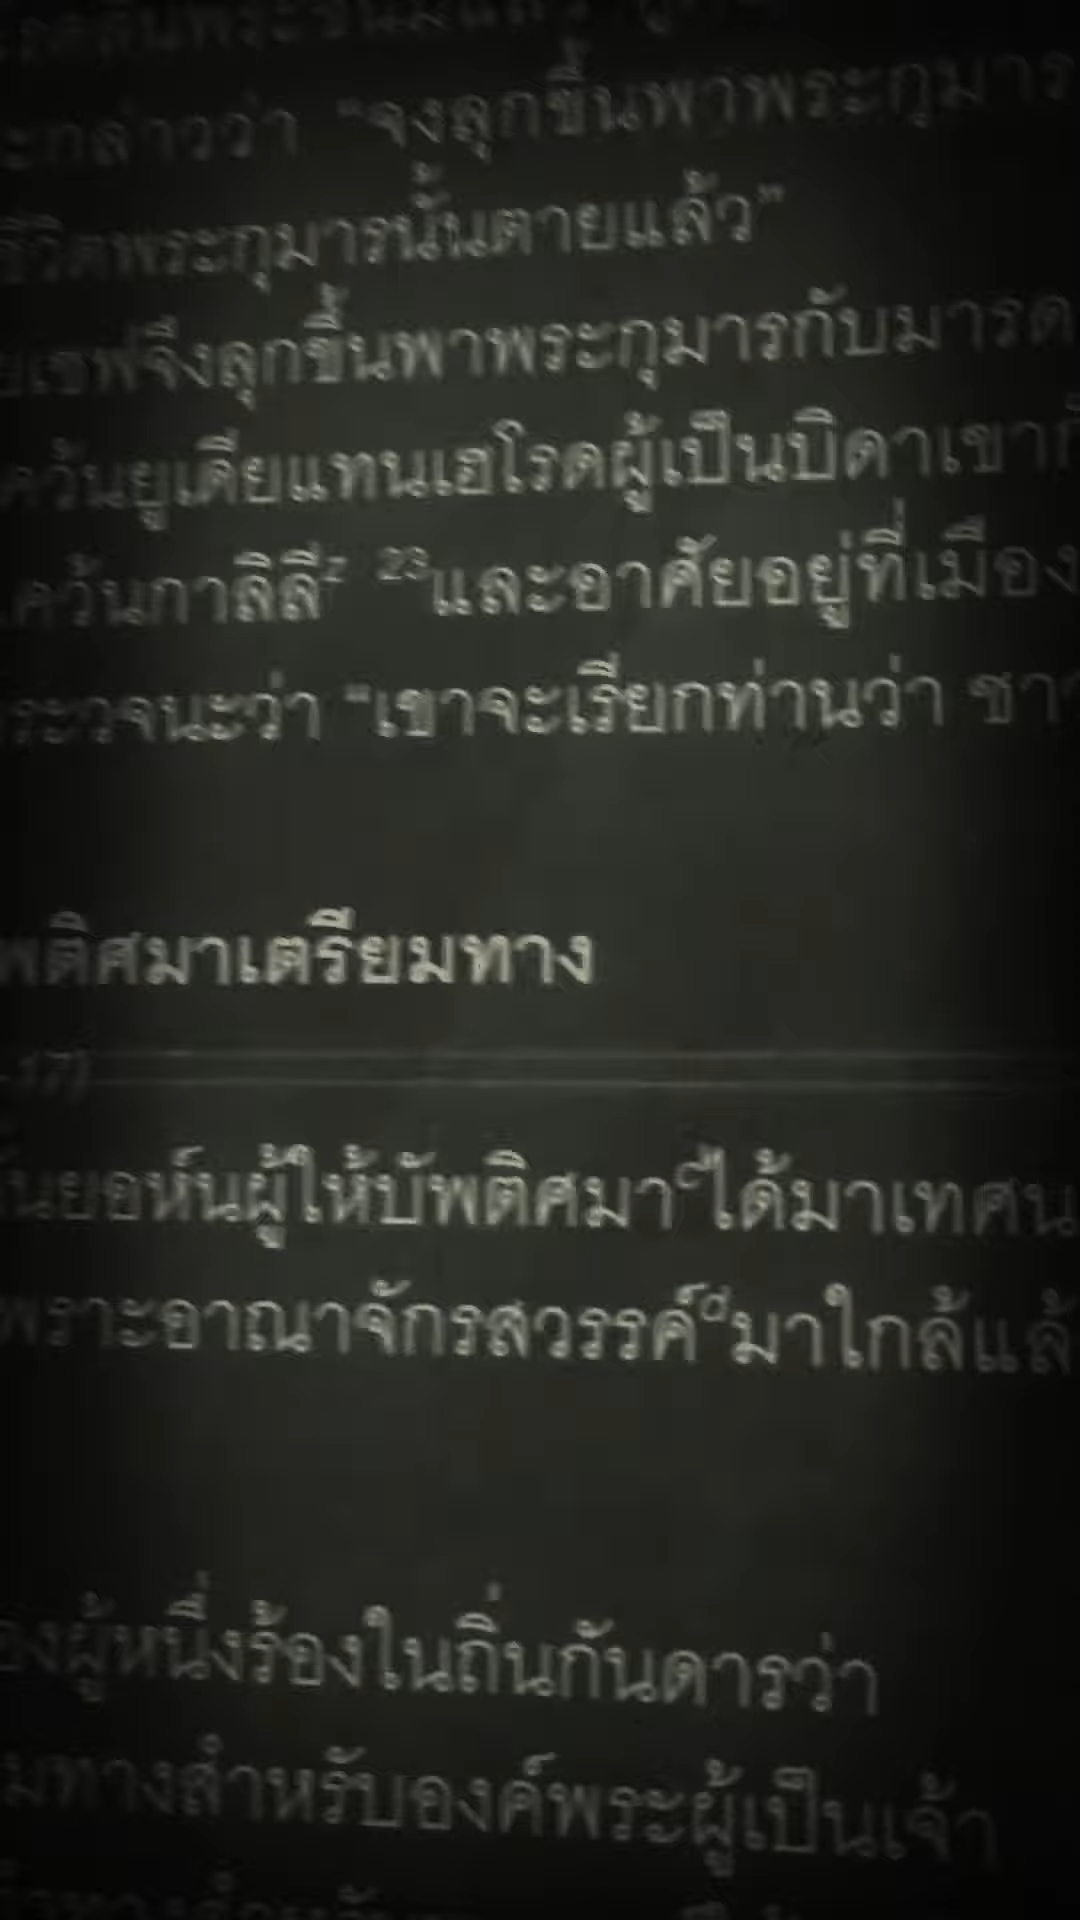 ะกล่าวว่า “จงลุกขึ้นพาพระกุมาร
ชีวิตพระกุมารนั้นตายแล้ว”
ยเซฟจึงลุกขึ้นพาพระกุมารกับมารด
คว้นยูเดียแทนเฮโรดผู้เป็นบิดาเขาก็
คว้นกาลิลีz 23และอาศัยอยู่ที่เมือง
ระวจนะว่า “เขาจะเรียกท่านว่า ชาว
พติศมาเตรียมทาง
-17)
นยอห์นผู้ให้บัพติศมาcได้มาเทศน
พราะอาณาจักรสวรรค์dมาใกล้แล้
องผู้หนึ่งร้องในถิ่นกันดารว่า
มทางสำหรับองค์พระผู้เป็นเจ้า